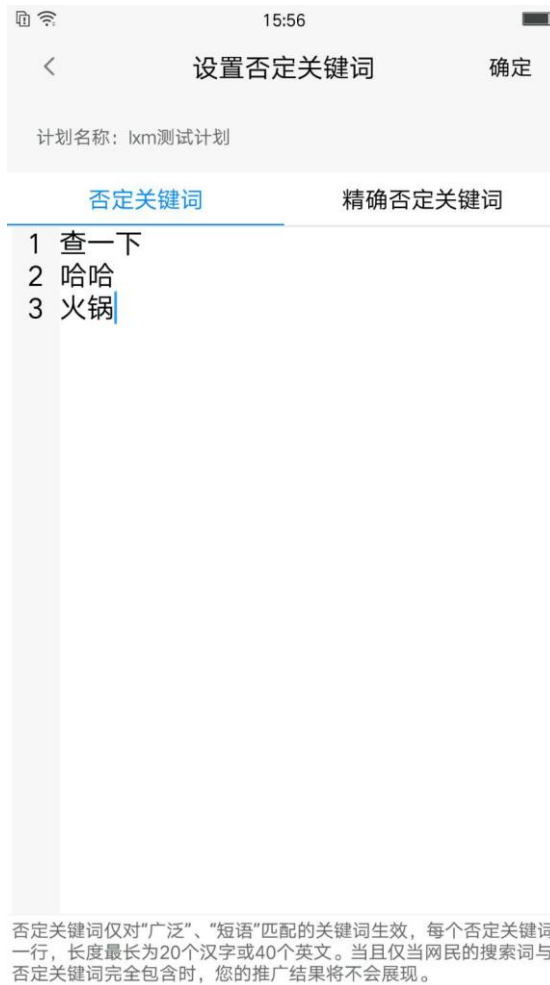 15:56
设置否定关键词
确定
计划名称：lxm测试计划
否定关键词
精确否定关键词
1 查一下
2 哈哈
3 火锅
否定关键词仅对“广泛”、“短语”匹配的关键词生效，每个否定关键词
一行，长度最长为20个汉字或40个英文。当且仅当网民的搜索词与
否定关键词完全包含时，您的推广结果将不会展现。